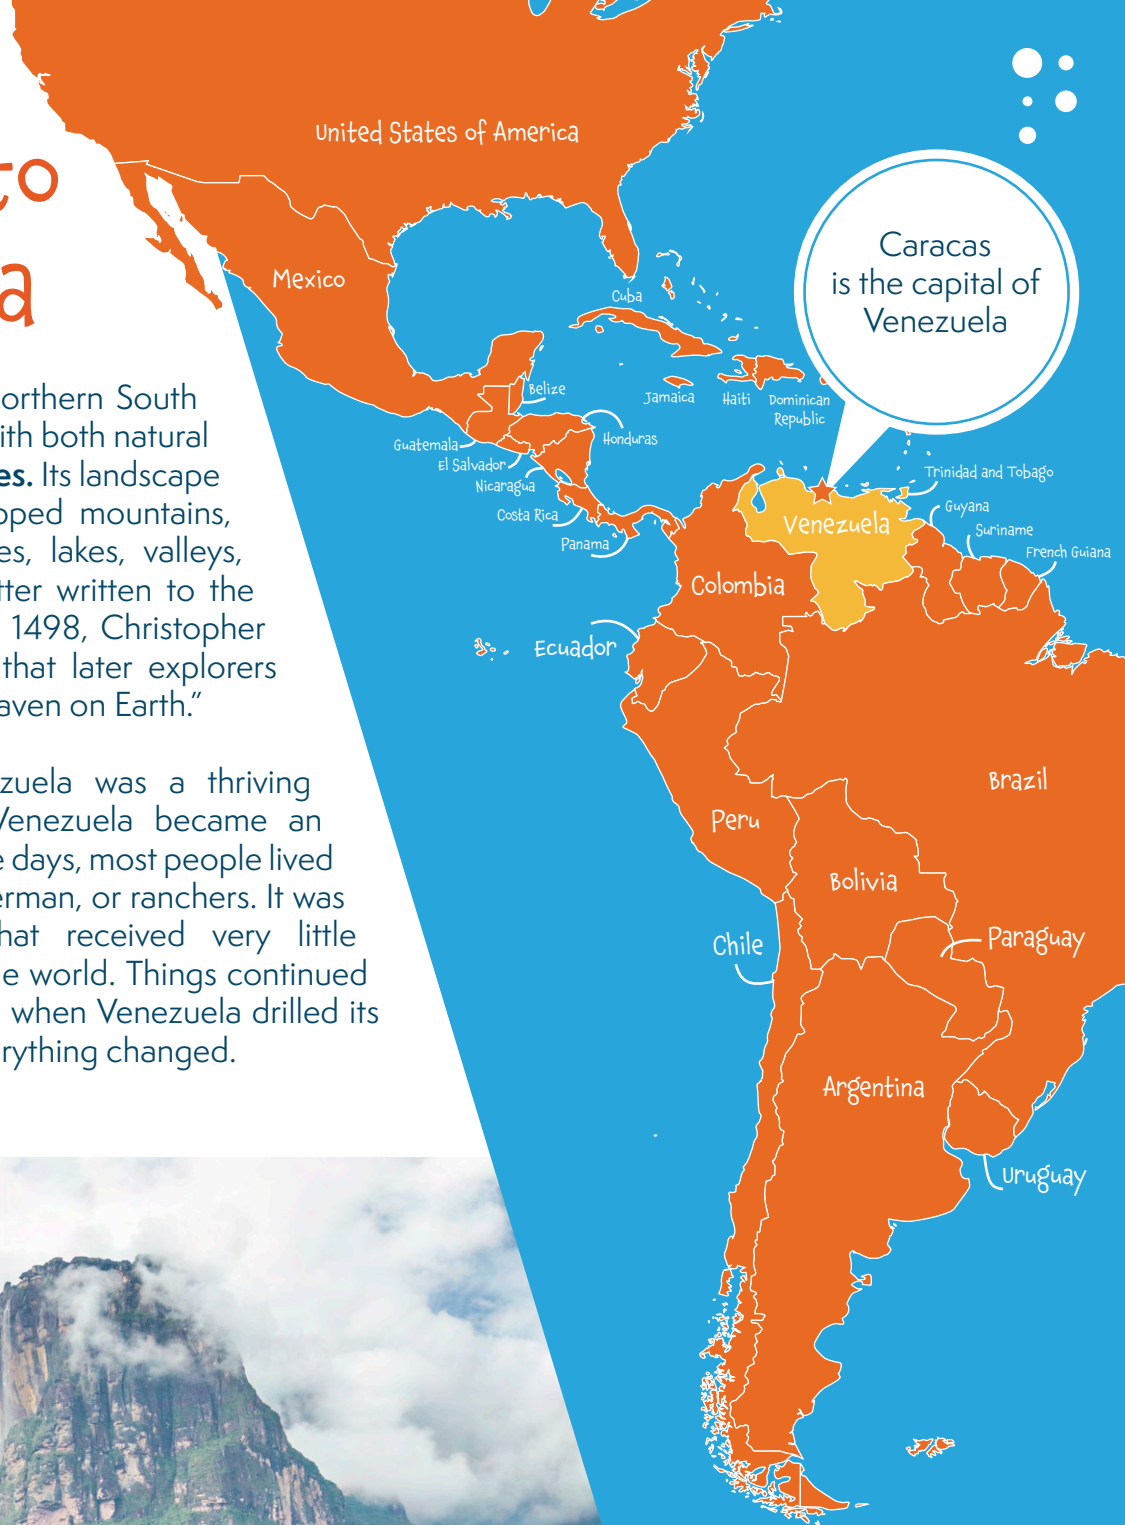 to
a
orthern South
ith both natural
es. Its landscape
pped mountains,
es, lakes, valleys,
tter written to the
1498, Christopher
that later explorers
aven on Earth.”
zuela was a thriving
Venezuela became an
e days, most people lived
erman, or ranchers. It was
hat received very little
e world. Things continued
when Venezuela drilled its
rything changed.
United States of America
Mexico
Cuba
Caracas
is the capital of
Venezuela
Belize
Jamaica
Haiti
Dominican
Republic
Guatemala
Honduras
El Salvador
Nicaragua
Costa Rica
Panama
Trinidad and Tobago
Guyana
Suriname
French Guiana
Venezuela
Colombia
Ecuador
Brazil
Peru
Bolivia
Chile
Paraguay
Argentina
Uruguay